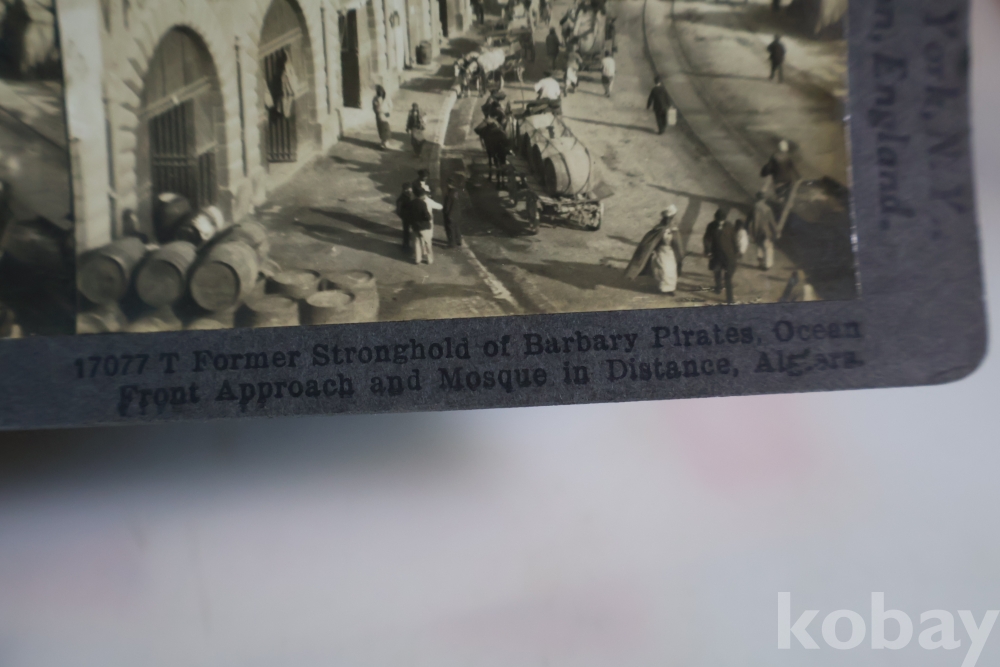 17077 T Former Stronghold of Barbary Pirates, Ocean
Front Approach and Mosque in Distance, Algiers.
York, N.Y.
England.
kobay